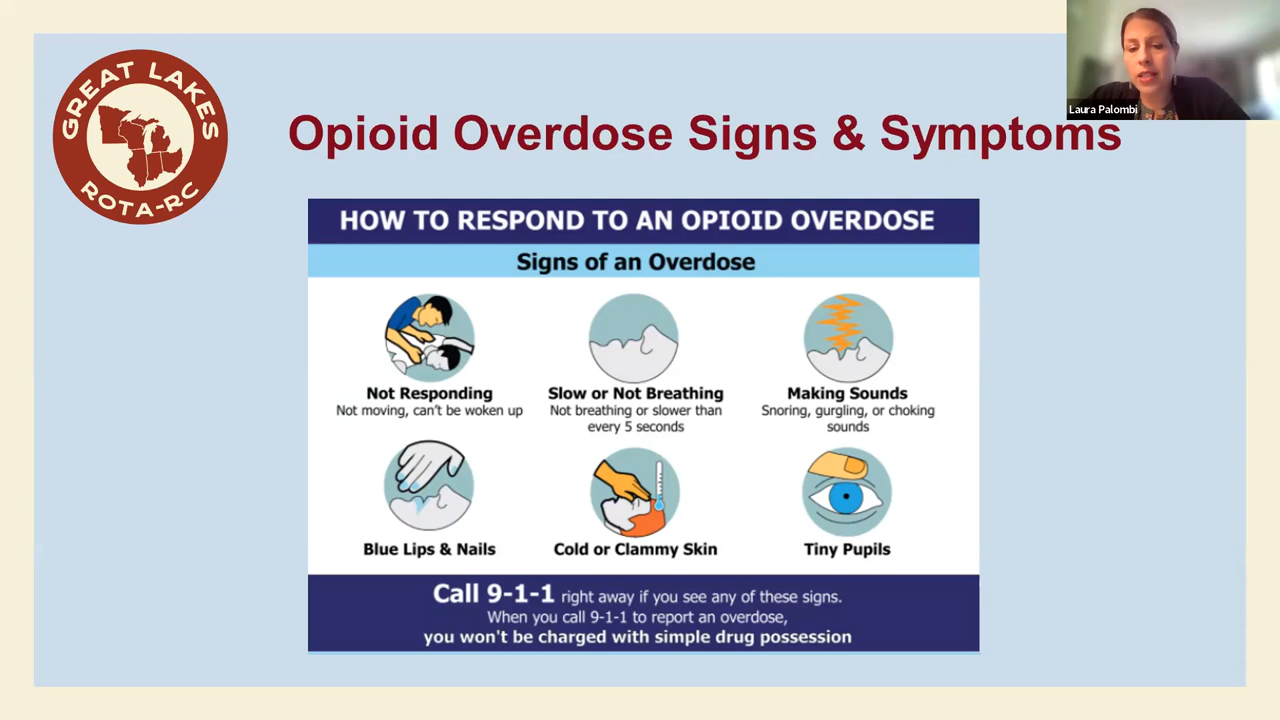 GREAT LAKES
ROTA-RC
Laura Palombi
Opioid Overdose Signs & Symptoms
HOW TO RESPOND TO AN OPIOID OVERDOSE
Signs of an Overdose
Not Responding
Not moving, can't be woken up
Slow or Not Breathing
Not breathing or slower than
every 5 seconds
Making Sounds
Snoring, gurgling, or choking
sounds
Blue Lips & Nails
Cold or Clammy Skin
Tiny Pupils
Call 9-1-1 right away if you see any of these signs.
When you call 9-1-1 to report an overdose,
you won't be charged with simple drug possession